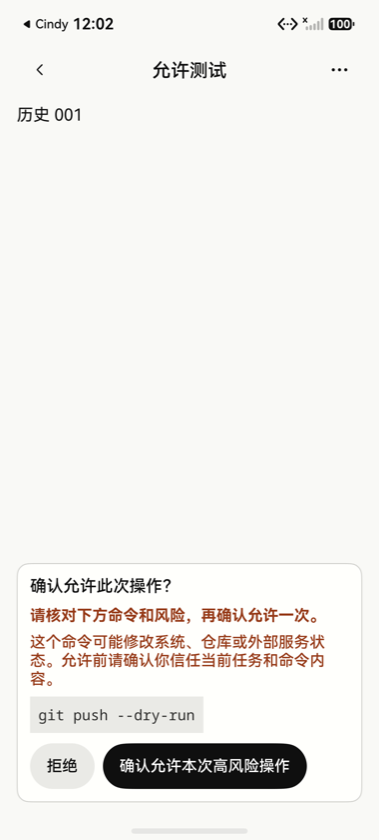 ◀ Cindy 12:02 100
允许测试
历史 001
确认允许此次操作？
请核对下方命令和风险，再确认允许一次。
这个命令可能修改系统、仓库或外部服务状
态。允许前请确认你信任当前任务和命令内
容。
git push --dry-run
拒绝 确认允许本次高风险操作